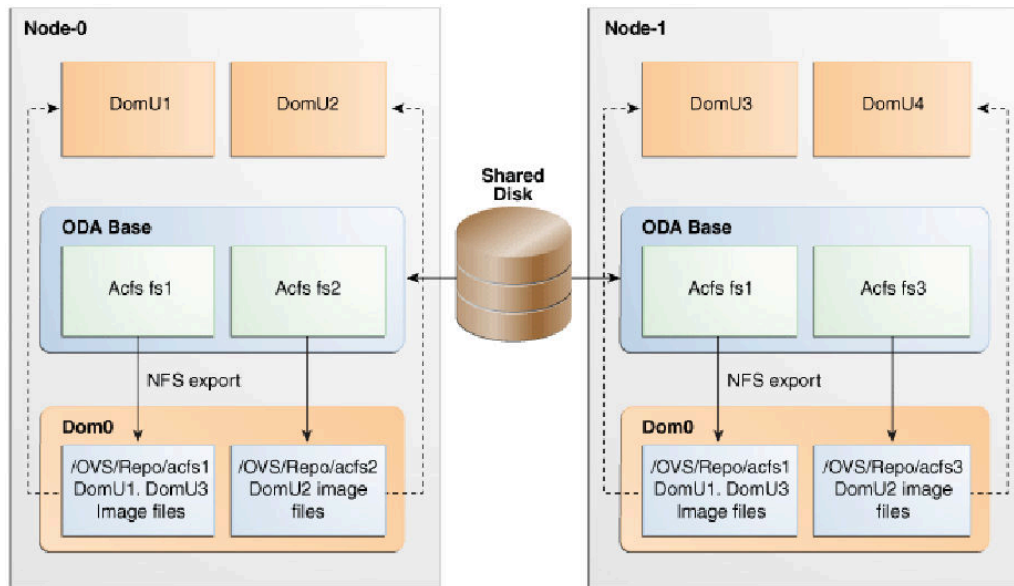 Node-0
DomU1
DomU2
ODA Base
Acfs fs1
Acfs fs2
NFS export
Dom0
/OVS/Repo/acfs1
DomU1. DomU3
Image files
/OVS/Repo/acfs2
DomU2 image
files
Shared
Disk
Node-1
DomU3
DomU4
ODA Base
Acfs fs1
Acfs fs3
NFS export
Dom0
/OVS/Repo/acfs1
DomU1. DomU3
Image files
/OVS/Repo/acfs3
DomU2 image
files